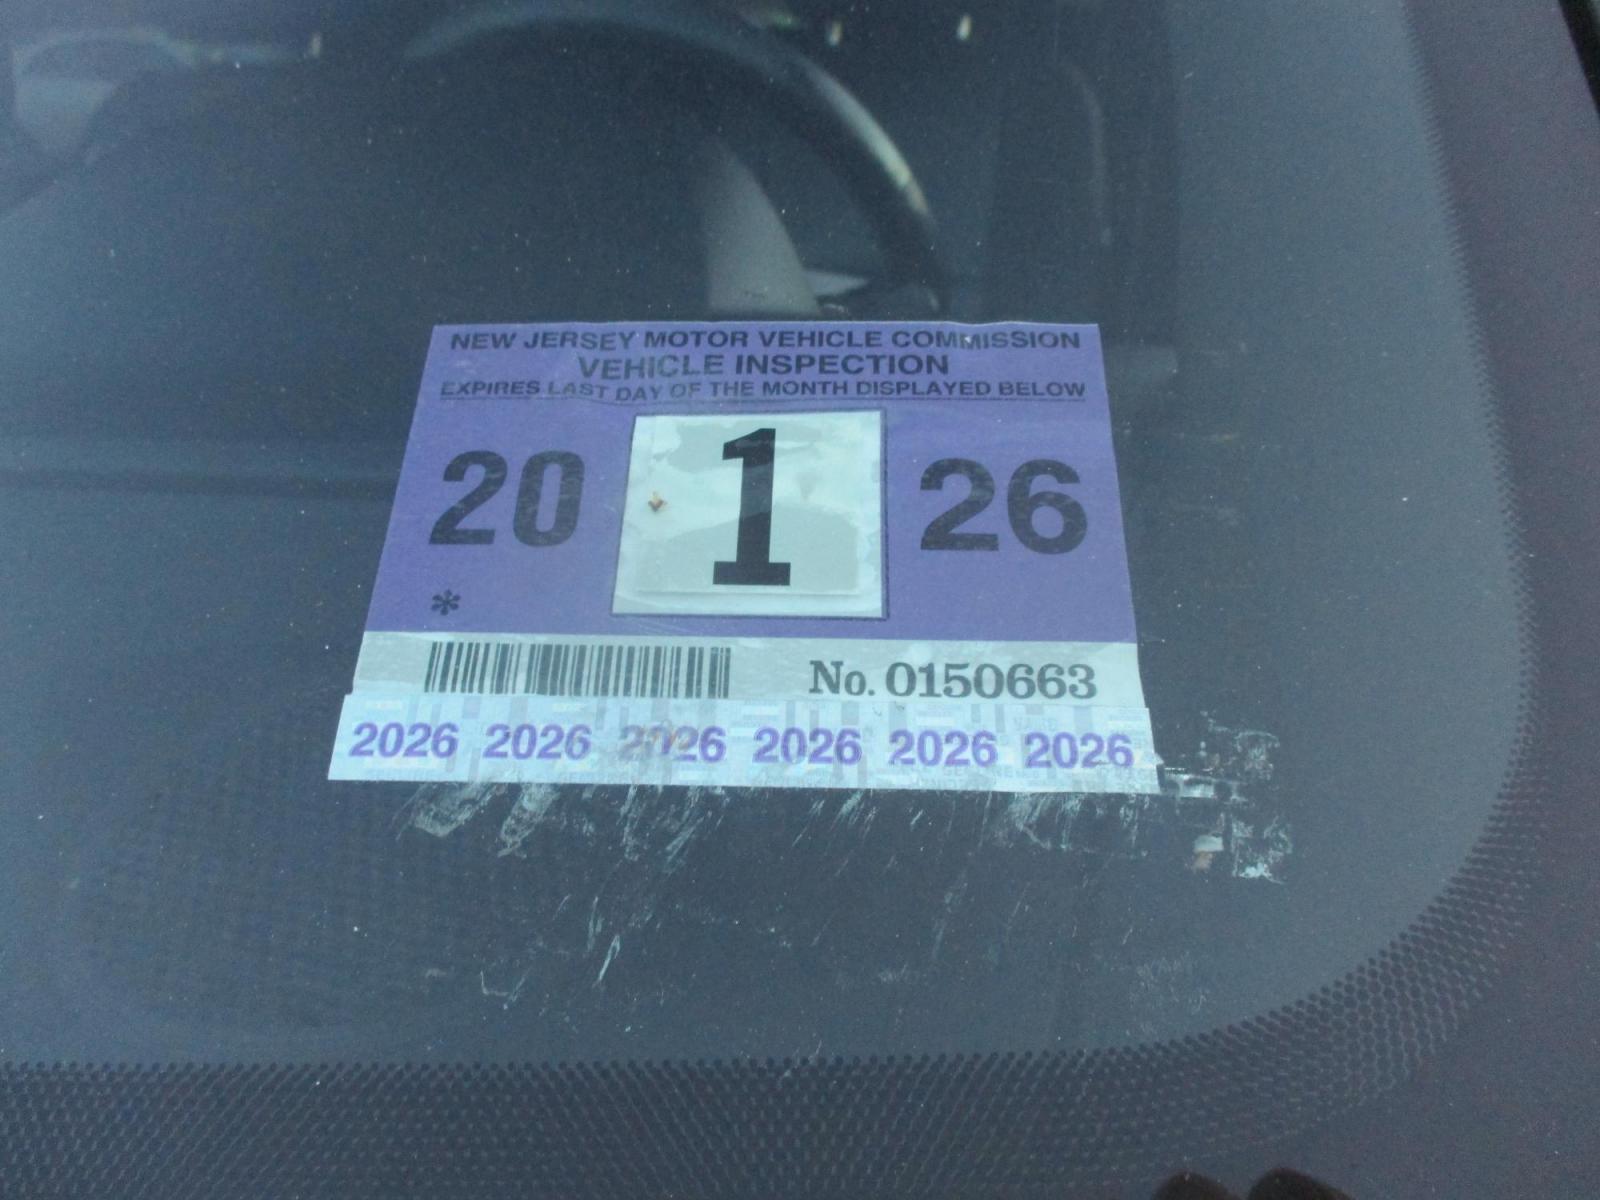 NEW JERSEY MOTOR VEHICLE COMMISSION
VEHICLE INSPECTION
EXPIRES LAST DAY OF THE MONTH DISPLAYED BELOW
20 1 26
*
No. 0150663
2026 2026 2026 2026 2026 2026